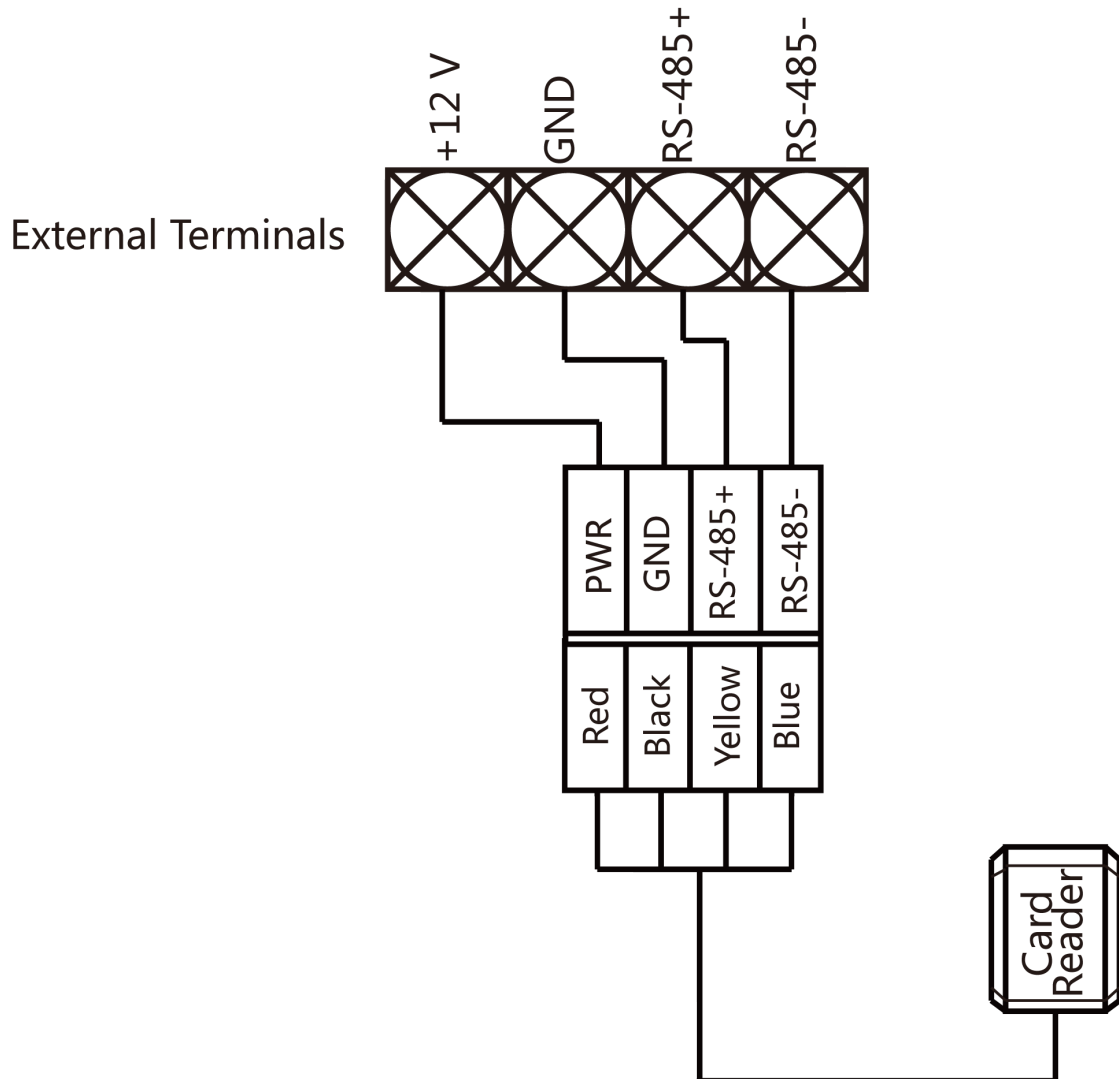 +12 V
GND
RS-485+
RS-485-
External Terminals
PWR
GND
RS-485+
RS-485-
Red
Black
Yellow
Blue
Card
Reader